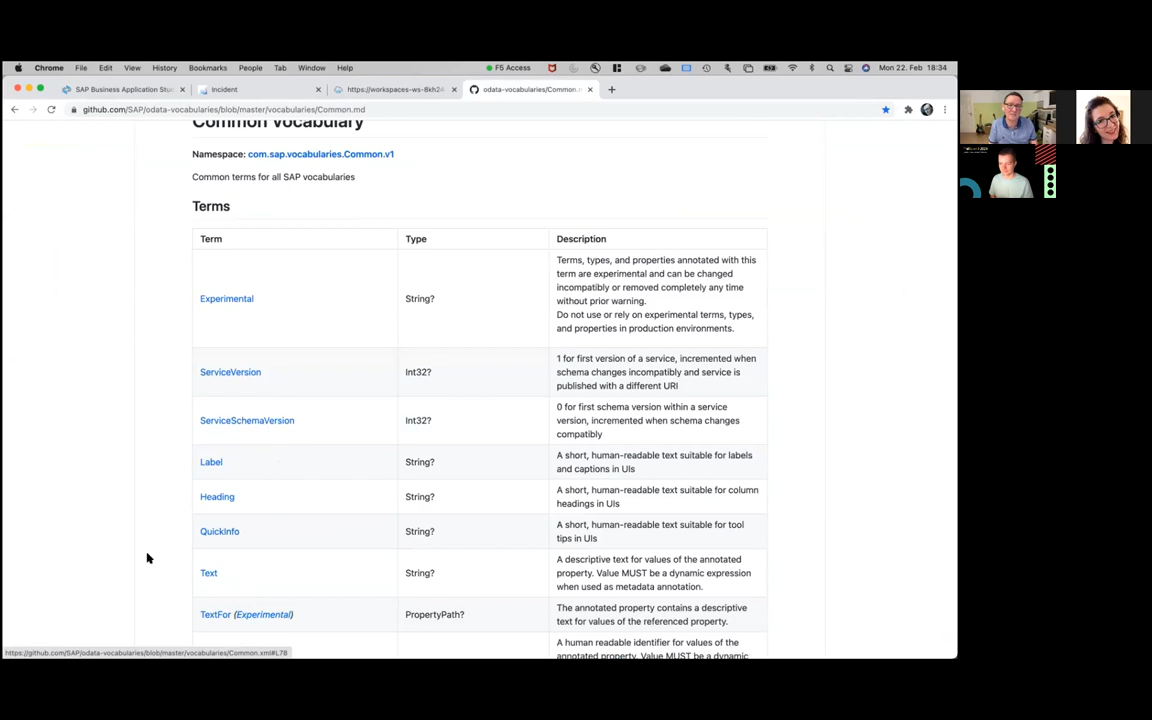 Chrome File Edit View History Bookmarks People Tab Window Help F5 Access Mon 22. Feb 18:34
SAP Business Application Stud Incident https://workspaces-ws-8kh24 odata-vocabularies/Common.m
github.com/SAP/odata-vocabularies/blob/master/vocabularies/Common.md
Common Vocabulary
Namespace: com.sap.vocabularies.Common.v1
Common terms for all SAP vocabularies
Terms
Term Type Description
Experimental String? Terms, types, and properties annotated with this
term are experimental and can be changed
incompatibly or removed completely any time
without prior warning.
Do not use or rely on experimental terms, types,
and properties in production environments.
ServiceVersion Int32? 1 for first version of a service, incremented when
schema changes incompatibly and service is
published with a different URI
ServiceSchemaVersion Int32? 0 for first schema version within a service
version, incremented when schema changes
compatibly
Label String? A short, human-readable text suitable for labels
and captions in UIs
Heading String? A short, human-readable text suitable for column
headings in UIs
QuickInfo String? A short, human-readable text suitable for tool
tips in UIs
Text String? A descriptive text for values of the annotated
property. Value MUST be a dynamic expression
when used as metadata annotation.
TextFor (Experimental) PropertyPath? The annotated property contains a descriptive
text for values of the referenced property.
A human readable identifier for values of the
annotated property. Value MUST be a dynamic
https://github.com/SAP/odata-vocabularies/blob/master/vocabularies/Common.xml#L78